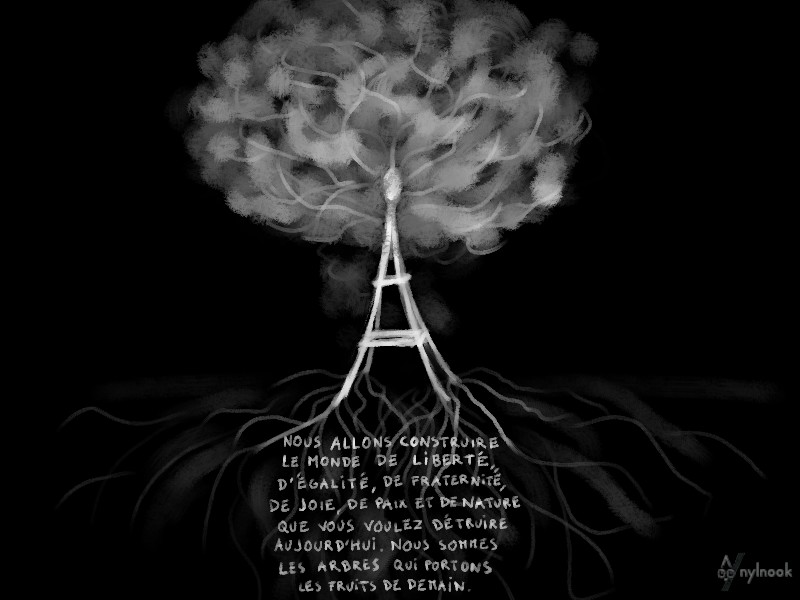 NOUS ALLONS CONSTRUIRE
LE MONDE DE LIBERTÉ,
D'ÉGALITÉ, DE FRATERNITÉ,
DE JOIE, DE PAIX ET DE NATURE
QUE VOUS VOULEZ DÉTRUIRE
AUJOURD'HUI. NOUS SOMMES
LES ARBRES QUI PORTONS
LES FRUITS DE DEMAIN.
nylnook